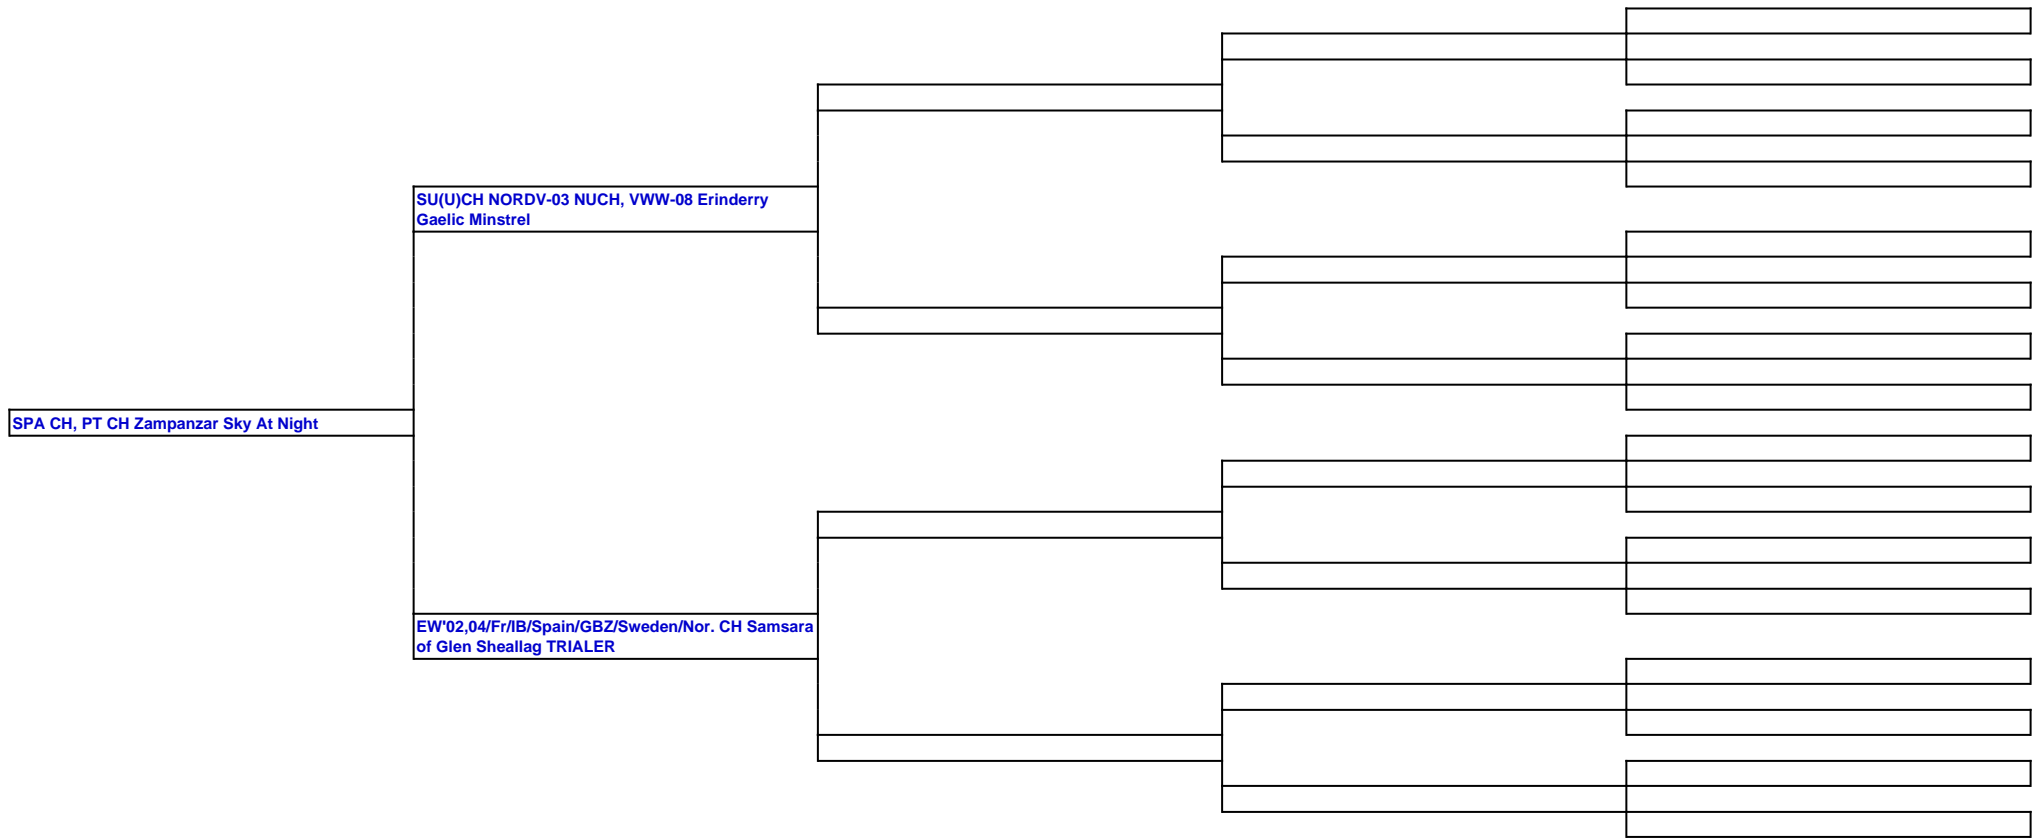 SU(U)CH NORDV-03 NUCH, VWW-08 Erinderry
Gaelic Minstrel
SPA CH, PT CH Zampanzar Sky At Night
EW'02,04/Fr/IB/Spain/GBZ/Sweden/Nor. CH Samsara
of Glen Sheallag TRIALER